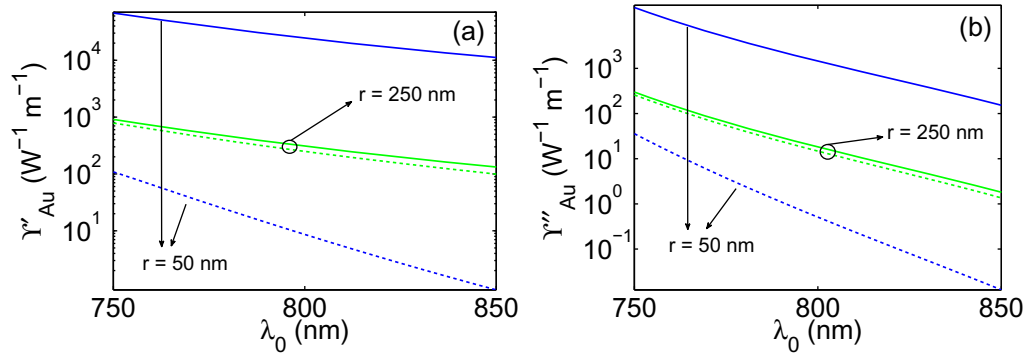 (a)
ϒ′Au (W−1 m−1)
10^4
10^3
10^2
10^1
r = 250 nm
r = 50 nm
750
800
850
λ0 (nm)
(b)
ϒ‴Au (W−1 m−1)
10^3
10^2
10^1
10^0
10^−1
r = 250 nm
r = 50 nm
750
800
850
λ0 (nm)